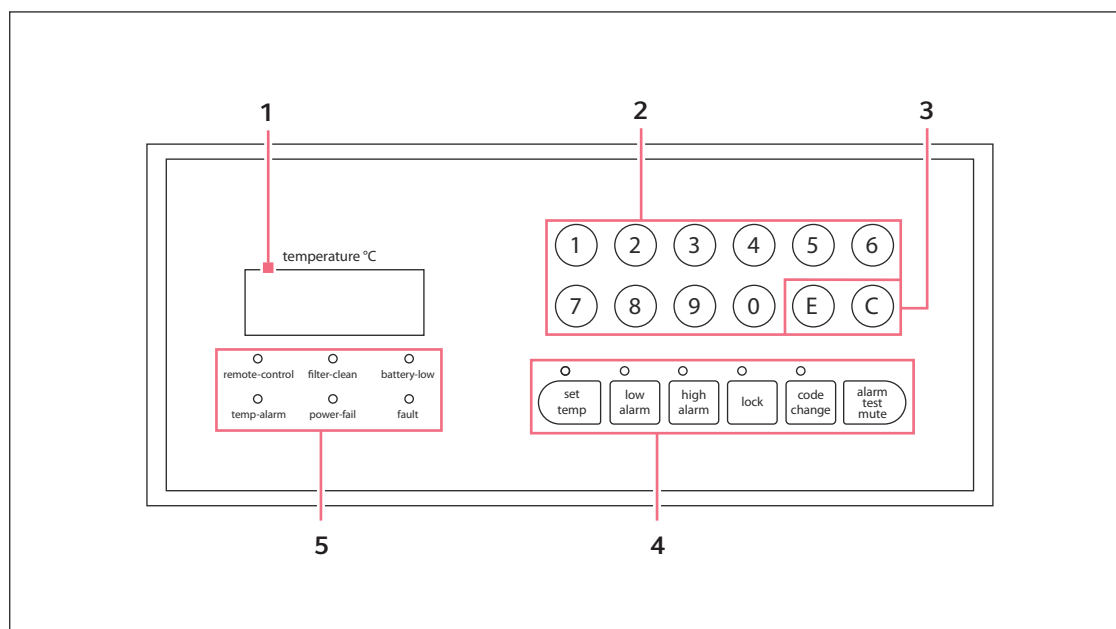 1
2
3
temperature °C
1 2 3 4 5 6
7 8 9 0 E C
remote-control filter-clean battery-low
temp-alarm power-fail fault
set
temp
low
alarm
high
alarm
lock
code
change
alarm
test
mute
5
4